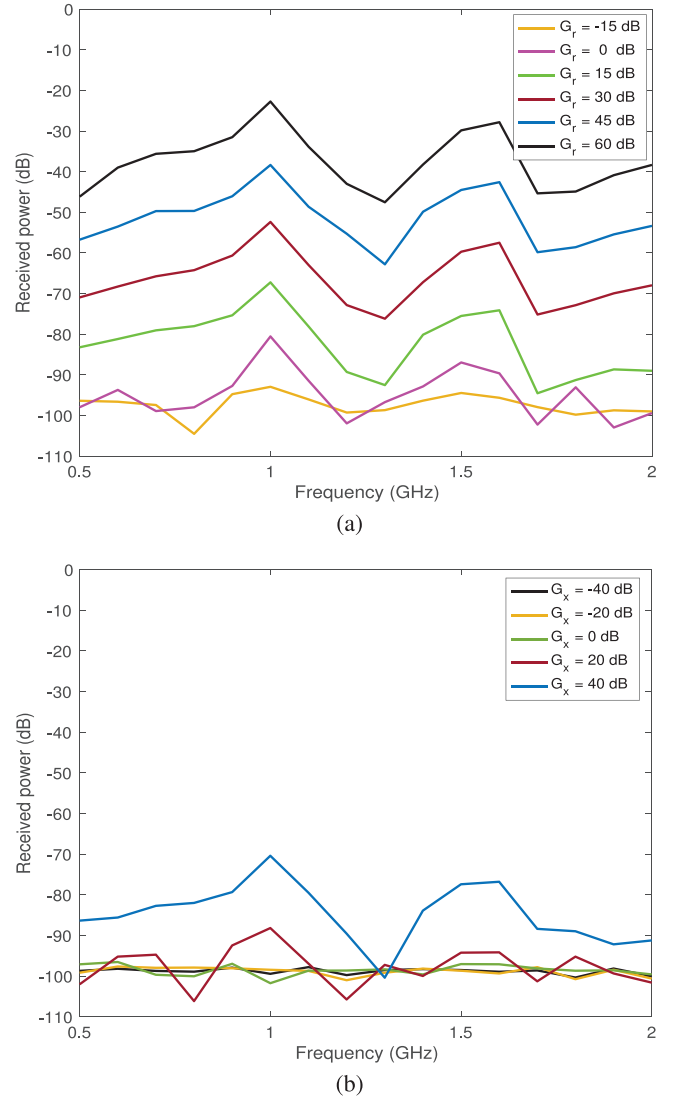 0
-10
-20
-30
-40
-50
-60
-70
-80
-90
-100
-110
Received power (dB)
G_r = -15 dB
G_r = 0 dB
G_r = 15 dB
G_r = 30 dB
G_r = 45 dB
G_r = 60 dB
0.5 1 1.5 2
Frequency (GHz)
(a)
0
-10
-20
-30
-40
-50
-60
-70
-80
-90
-100
-110
Received power (dB)
G_x = -40 dB
G_x = -20 dB
G_x = 0 dB
G_x = 20 dB
G_x = 40 dB
0.5 1 1.5 2
Frequency (GHz)
(b)